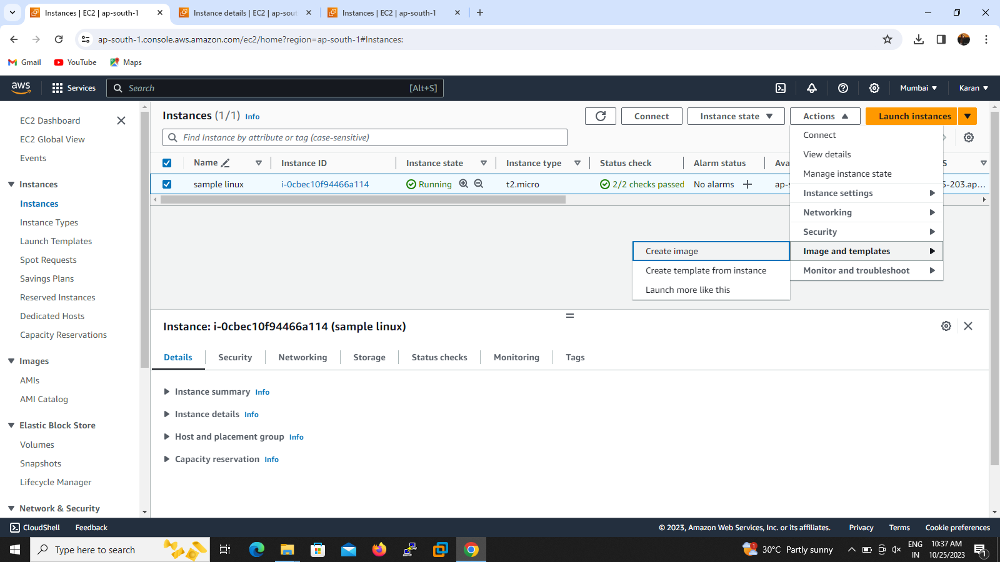 Instances | EC2 | ap-south-1
Instance details | EC2 | ap-sout
Instances | EC2 | ap-south-1
ap-south-1.console.aws.amazon.com/ec2/home?region=ap-south-1#Instances:
Gmail
YouTube
Maps
aws
Services
Search
[Alt+S]
Mumbai
Karan
EC2 Dashboard
EC2 Global View
Events
Instances
Instances
Instance Types
Launch Templates
Spot Requests
Savings Plans
Reserved Instances
Dedicated Hosts
Capacity Reservations
Images
AMIs
AMI Catalog
Elastic Block Store
Volumes
Snapshots
Lifecycle Manager
Network & Security
Instances (1/1) Info
Connect
Instance state
Actions
Launch instances
Find Instance by attribute or tag (case-sensitive)
Name
Instance ID
Instance state
Instance type
Status check
Alarm status
Ava
S
sample linux
i-0cbec10f94466a114
Running
t2.micro
2/2 checks passed
No alarms
ap-s
-203.ap...
Connect
View details
Manage instance state
Instance settings
Networking
Security
Image and templates
Monitor and troubleshoot
Create image
Create template from instance
Launch more like this
Instance: i-0cbec10f94466a114 (sample linux)
Details
Security
Networking
Storage
Status checks
Monitoring
Tags
Instance summary Info
Instance details Info
Host and placement group Info
Capacity reservation Info
CloudShell
Feedback
© 2023, Amazon Web Services, Inc. or its affiliates.
Privacy
Terms
Cookie preferences
Type here to search
1
30°C Partly sunny
ENG
IN
10:37 AM
10/25/2023
1